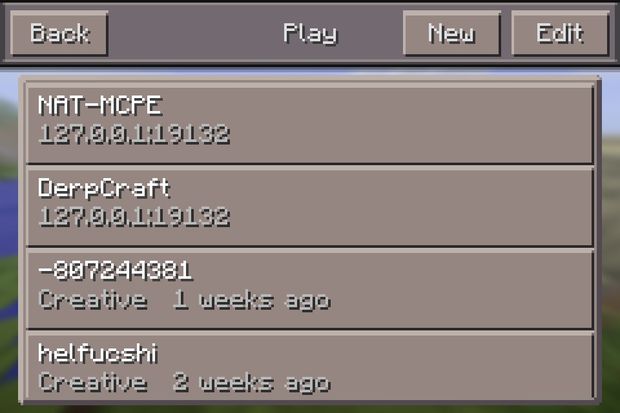 Back
Play
New
Edit
NAT-MCPE
127.0.0.1:19132
DerpCraft
127.0.0.1:19132
-807244381
Creative 1 weeks ago
helfucshi
Creative 2 weeks ago